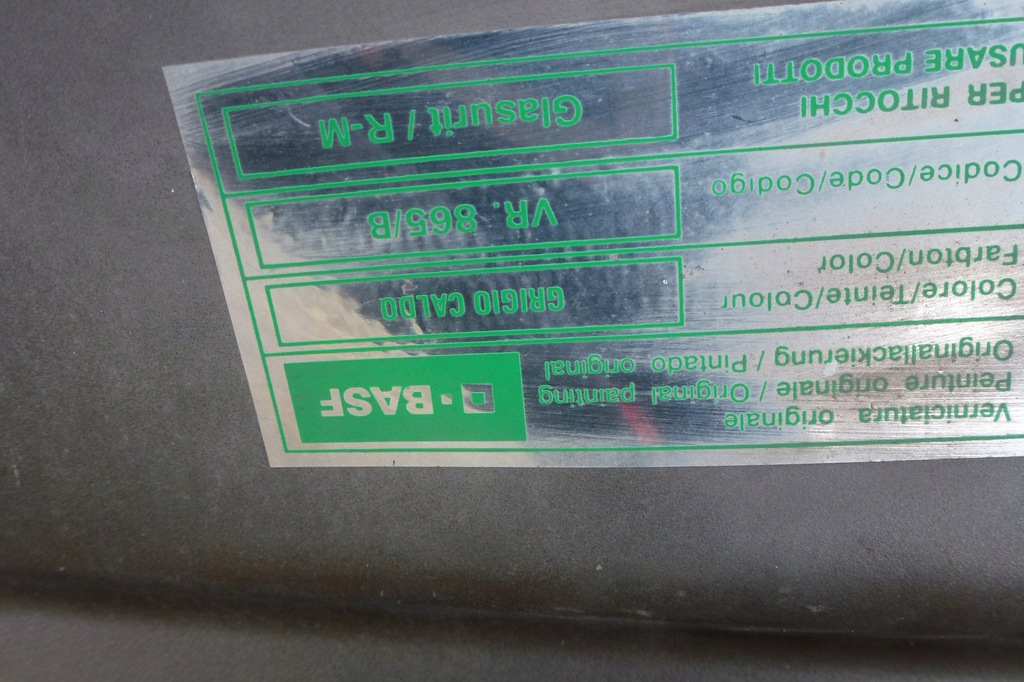 Verniciatura originale
Peinture originale / Original painting
Originallackierung / Pintado original
BASF
Colore/Teinte/Colour
Farbton/Color
GRIGIO CALDO
Codice/Code/Codigo
VR. 865/B
PER RITOCCHI
USARE PRODOTTI
Glasurit / R-M